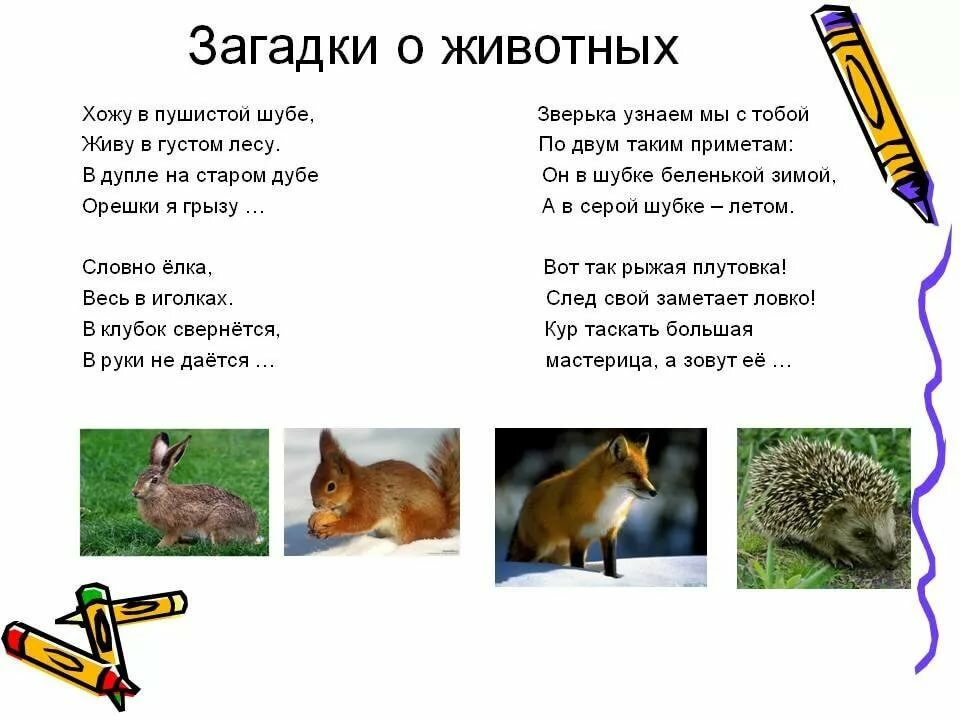 Загадки о животных
Хожу в пушистой шубе,
Живу в густом лесу.
В дупле на старом дубе
Орешки я грызу …
Словно ёлка,
Весь в иголках.
В клубок свернётся,
В руки не даётся …
Зверька узнаем мы с тобой
По двум таким приметам:
Он в шубке беленькой зимой,
А в серой шубке – летом.
Вот так рыжая плутовка!
След свой заметает ловко!
Кур таскать большая
мастерица, а зовут её …